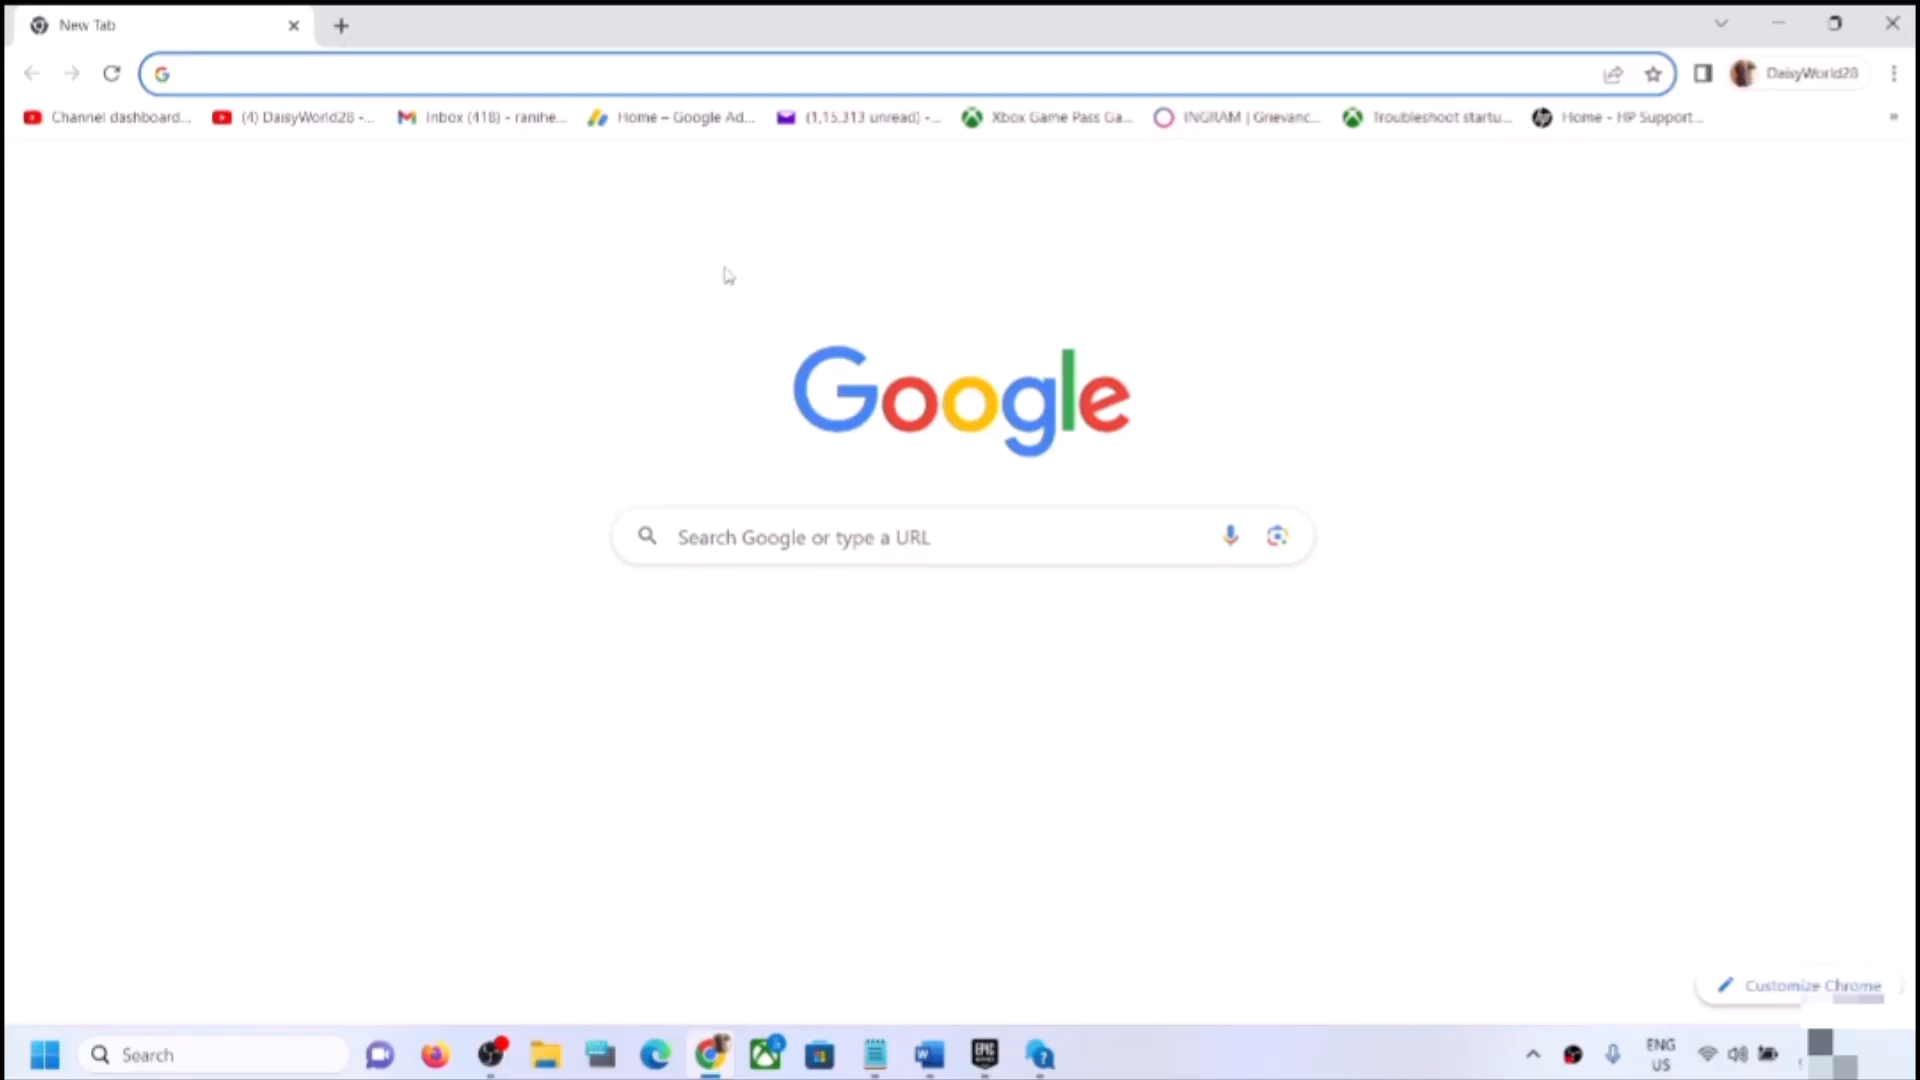 New Tab
DaisyWorld28
Channel dashboard...
(4) DaisyWorld28 -...
Inbox (418) - ranihe...
Home – Google Ad...
(1,15,313 unread) -...
Xbox Game Pass Ga...
INGRAM | Grievanc...
Troubleshoot startu...
Home - HP Support...
Google
Search Google or type a URL
Customize Chrome
Search
EPIC
ENG
US